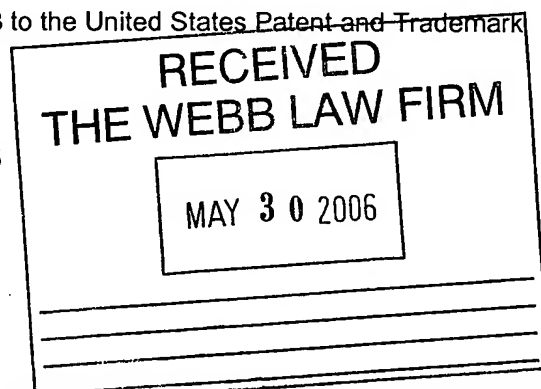 to the United States Patent and Trademark
RECEIVED
THE WEBB LAW FIRM
MAY 30 2006